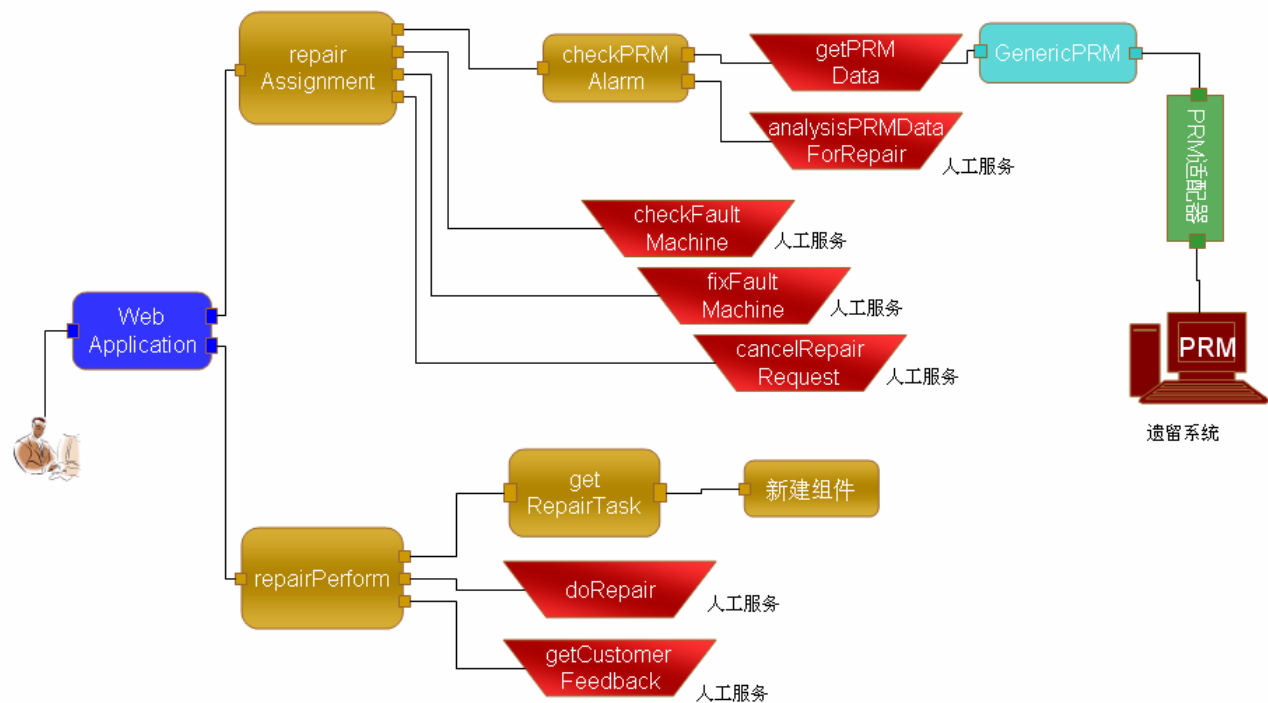 repair
Assignment
checkPRM
Alarm
getPRM
Data
GenericPRM
analysisPRMData
ForRepair
人工服务
PRM适配器
checkFault
Machine
人工服务
fixFault
Machine
人工服务
Web
Application
cancelRepair
Request
人工服务
PRM
遗留系统
get
RepairTask
新建组件
repairPerform
doRepair
人工服务
getCustomer
Feedback
人工服务